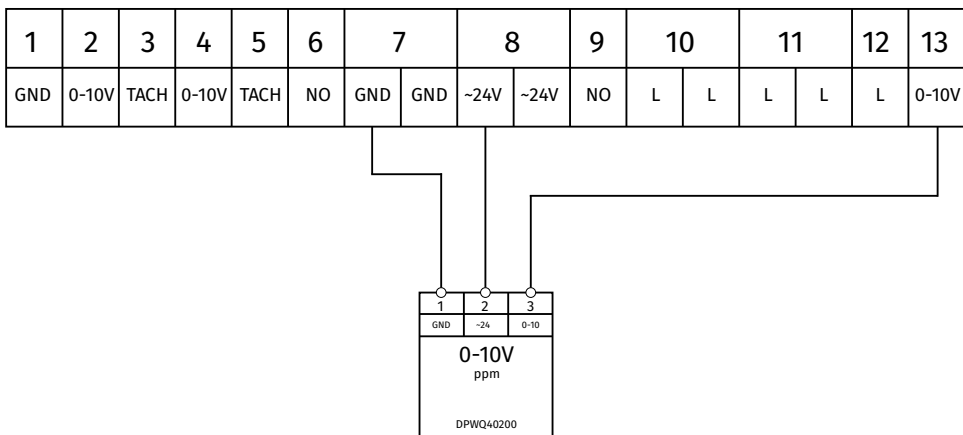 1 2 3 4 5 6 7 8 9 10 11 12 13
GND 0-10V TACH 0-10V TACH NO GND GND ~24V ~24V NO L L L L L 0-10V
1 2 3
GND ~24 0-10
0-10V
ppm
DPWQ40200